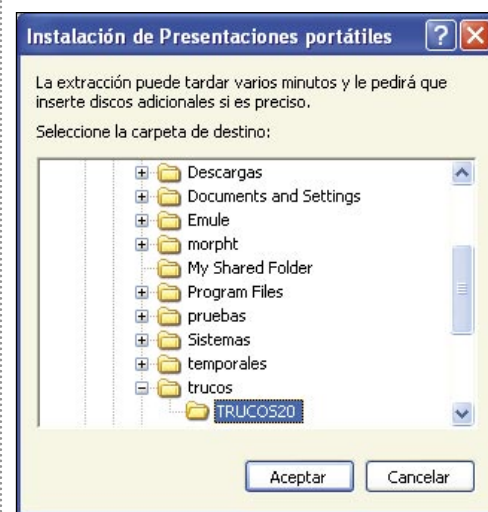 Instalación de Presentaciones portátiles
La extracción puede tardar varios minutos y le pedirá que
inserte discos adicionales si es preciso.
Seleccione la carpeta de destino:
Descargas
Documents and Settings
Emule
morpht
My Shared Folder
Program Files
pruebas
Sistemas
temporales
trucos
TRUCOS20
Aceptar
Cancelar